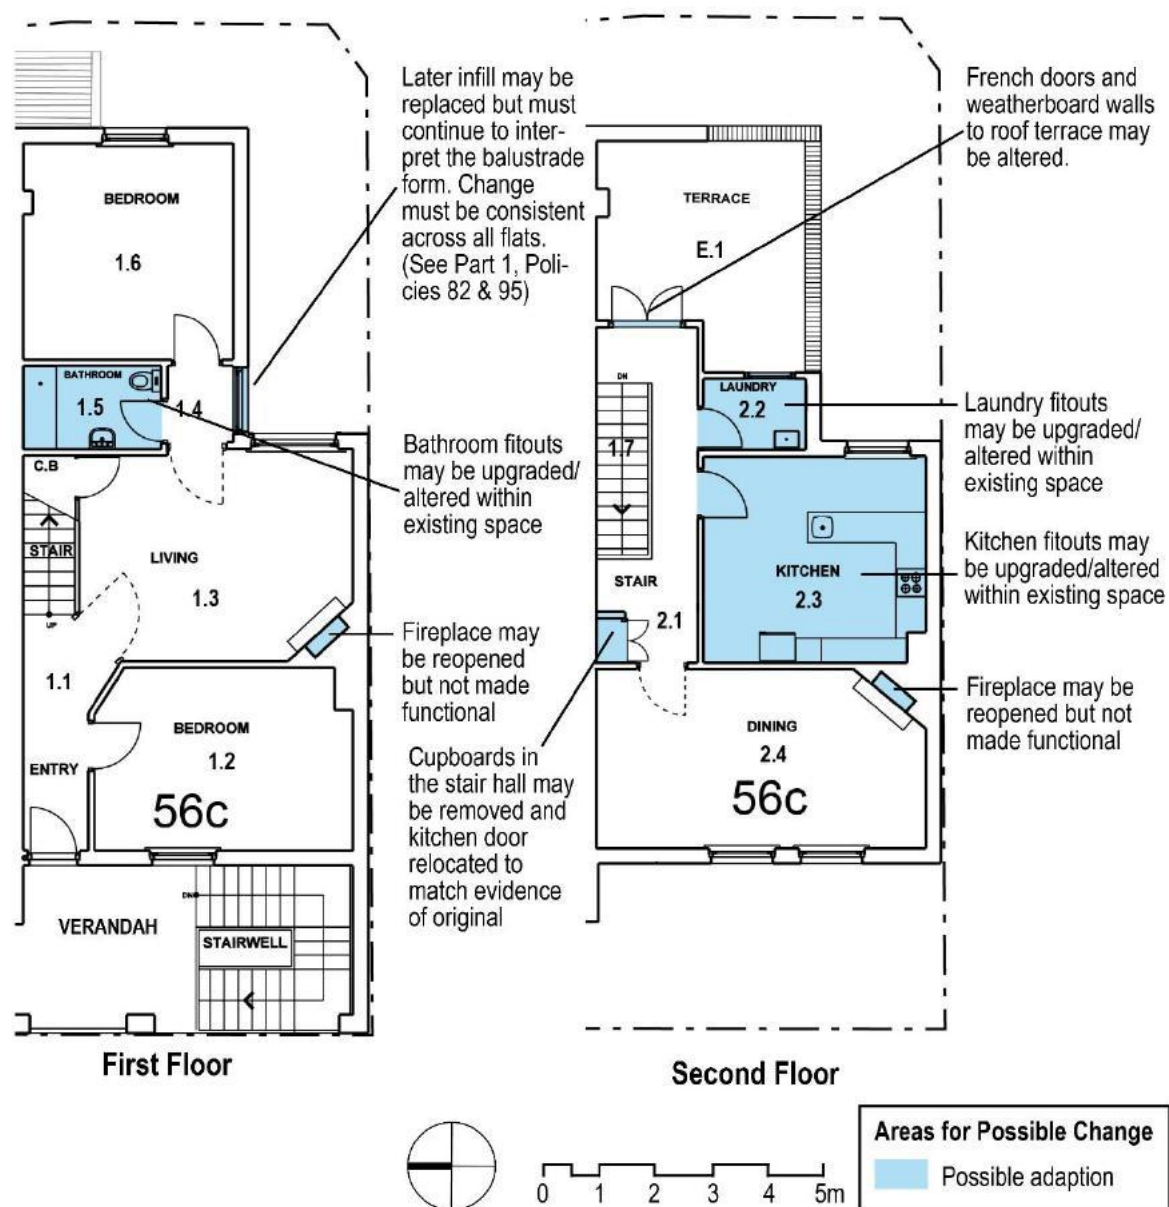 Later infill may be
replaced but must
continue to inter-
pret the balustrade
form. Change
must be consistent
across all flats.
(See Part 1, Poli-
cies 82 & 95)
French doors and
weatherboard walls
to roof terrace may
be altered.
BEDROOM
1.6
BATHROOM
1.5
1.4
Bathroom fitouts
may be upgraded/
altered within
existing space
C.B
STAIR
UP
LIVING
1.3
Fireplace may
be reopened
but not made
functional
1.1
BEDROOM
1.2
ENTRY
56c
Cupboards in
the stair hall may
be removed and
kitchen door
relocated to
match evidence
of original
DN
VERANDAH
STAIRWELL
First Floor
TERRACE
E.1
DN
LAUNDRY
2.2
1.7
Laundry fitouts
may be upgraded/
altered within
existing space
KITCHEN
2.3
Kitchen fitouts may
be upgraded/altered
within existing space
STAIR
2.1
Fireplace may be
reopened but not
made functional
DINING
2.4
56c
Second Floor
0 1 2 3 4 5m
Areas for Possible Change
Possible adaption